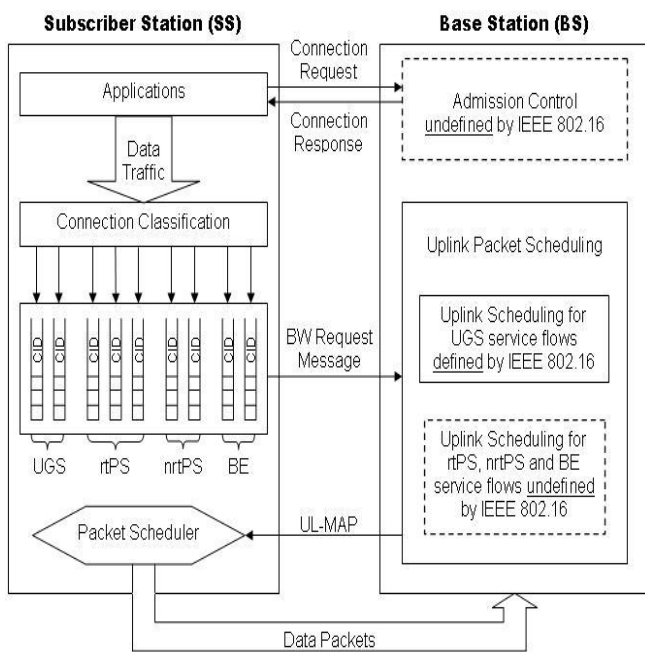 Subscriber Station (SS)
Base Station (BS)
Connection
Request
Applications
Admission Control
undefined by IEEE 802.16
Connection
Response
Data
Traffic
Connection Classification
Uplink Packet Scheduling
CID CID CID CID CID CID CID CID CID
BW Request
Message
Uplink Scheduling for
UGS service flows
defined by IEEE 802.16
UGS rtPS nrtPS BE
Uplink Scheduling for
rtPS, nrtPS and BE
service flows undefined
by IEEE 802.16
Packet Scheduler
UL-MAP
Data Packets